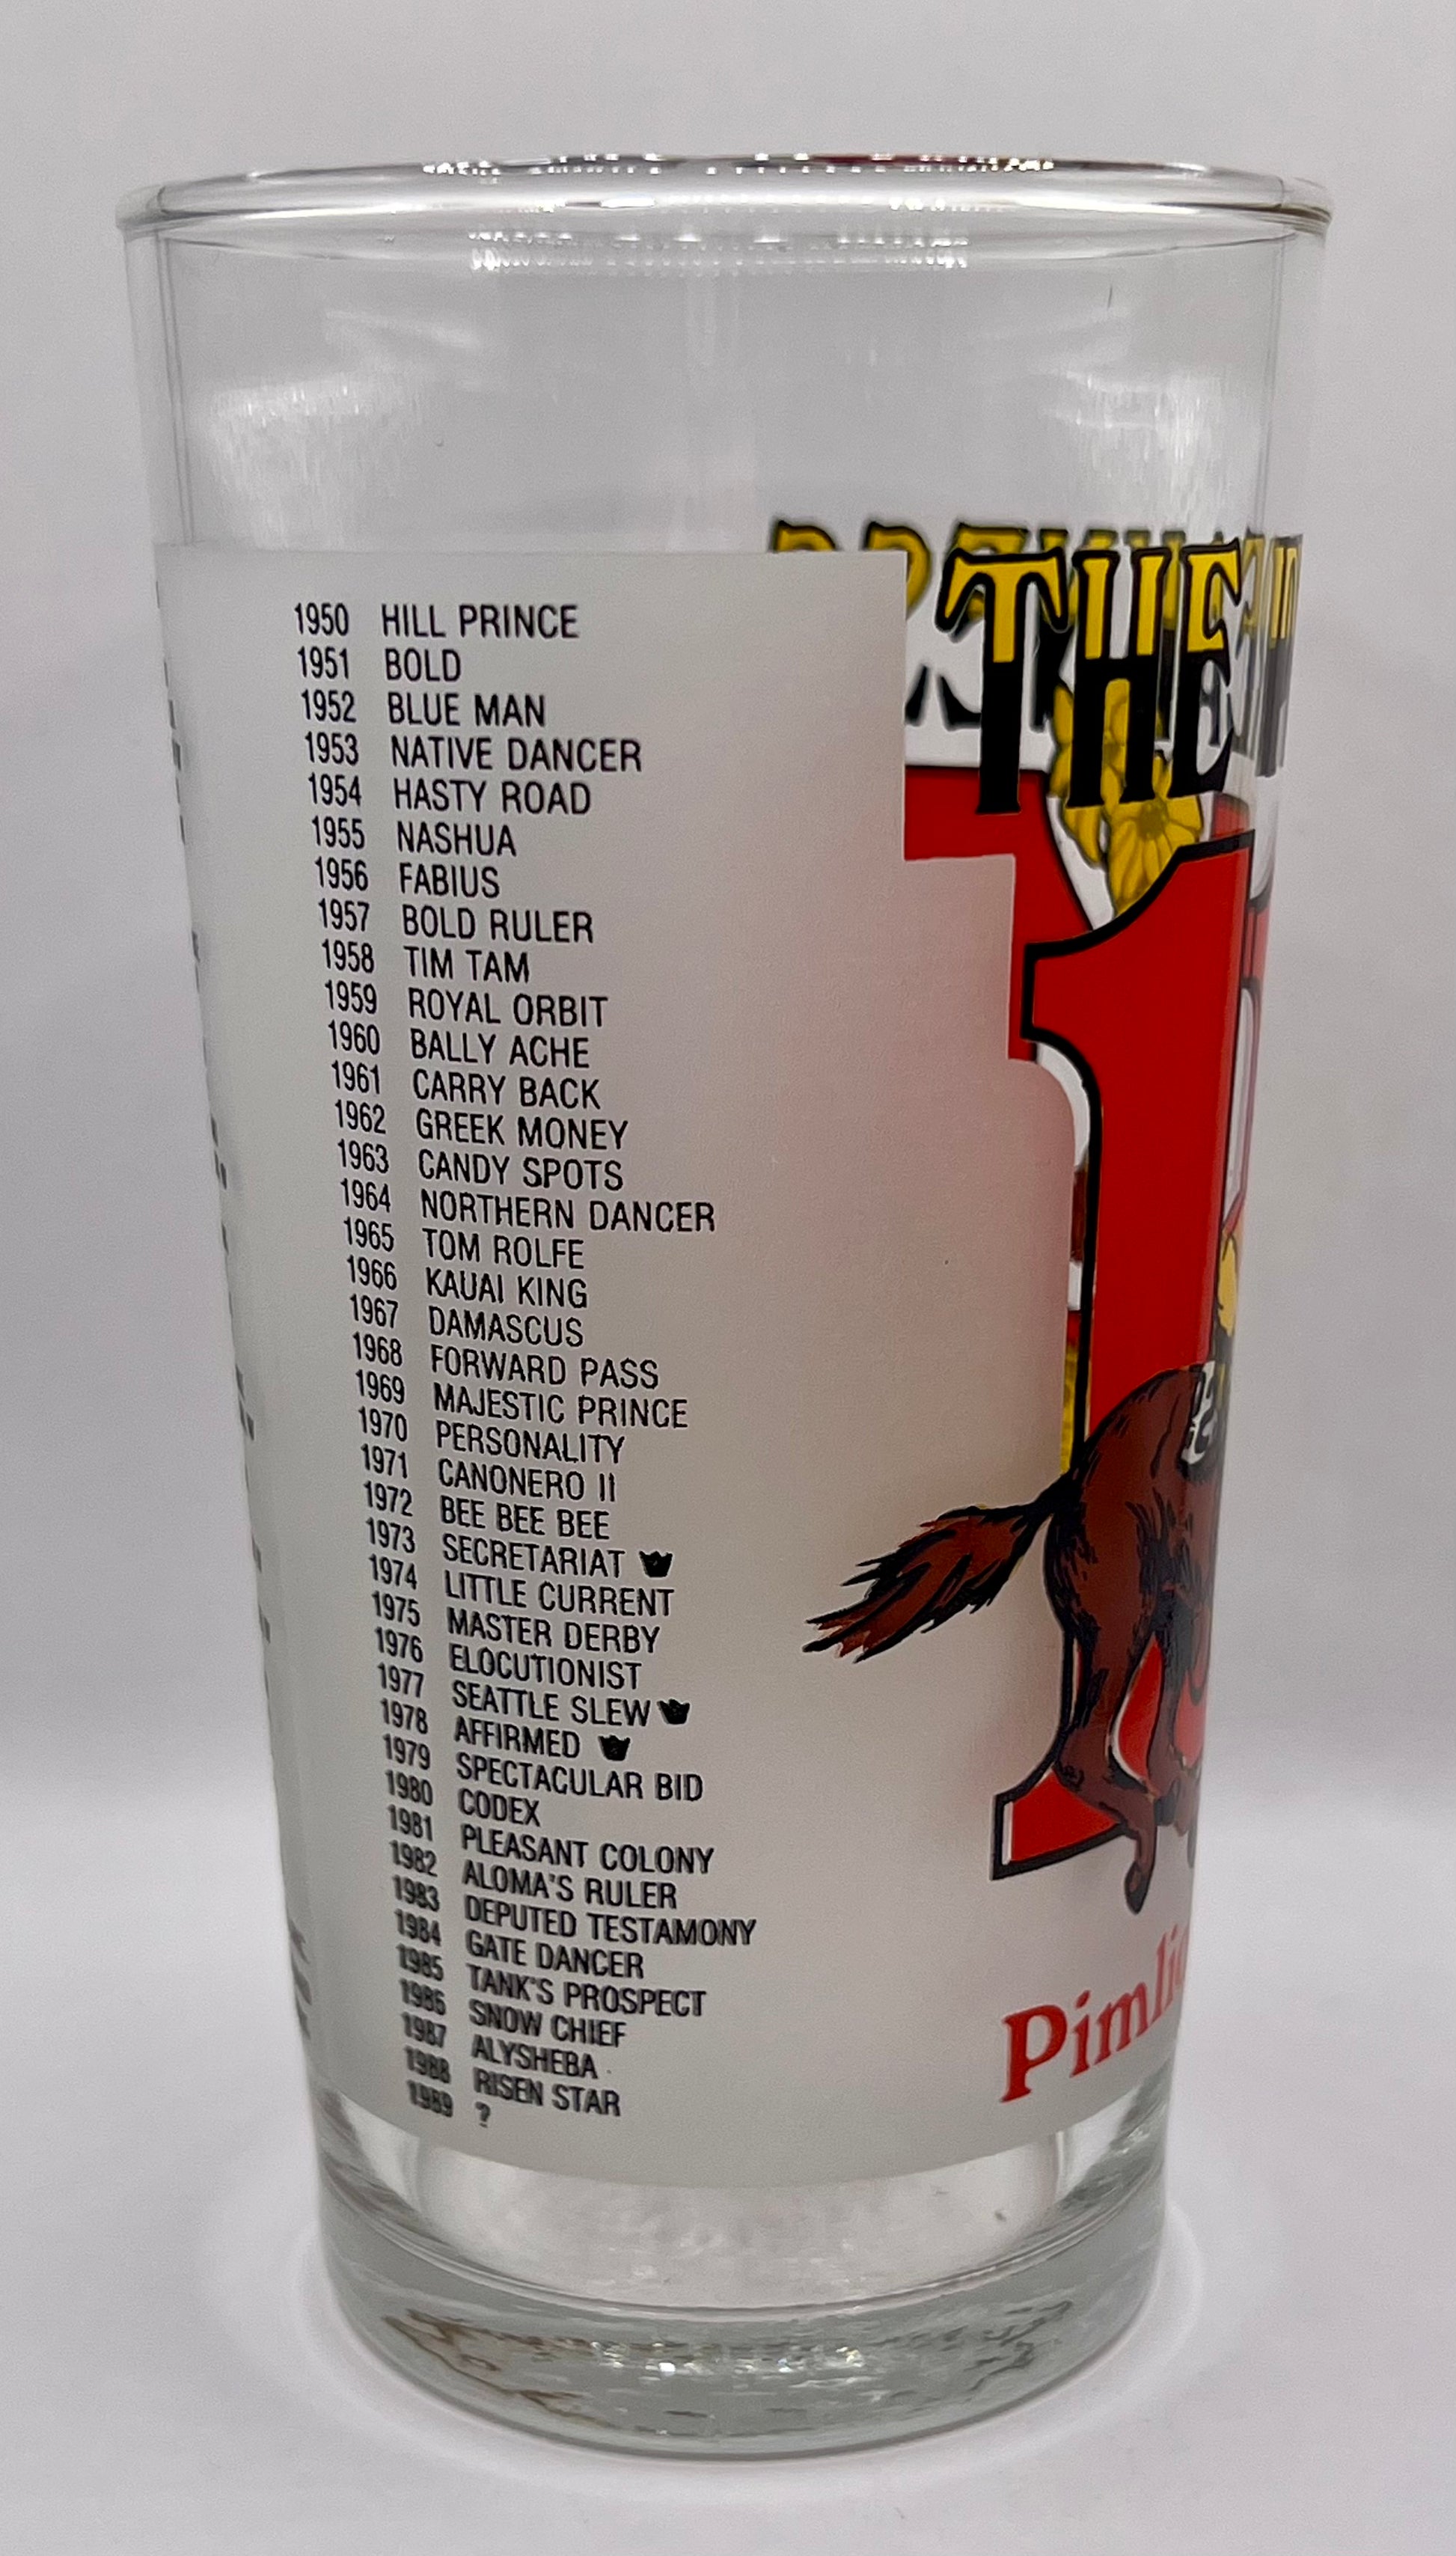 1950 HILL PRINCE
1951 BOLD
1952 BLUE MAN
1953 NATIVE DANCER
1954 HASTY ROAD
1955 NASHUA
1956 FABIUS
1957 BOLD RULER
1958 TIM TAM
1959 ROYAL ORBIT
1960 BALLY ACHE
1961 CARRY BACK
1962 GREEK MONEY
1963 CANDY SPOTS
1964 NORTHERN DANCER
1965 TOM ROLFE
1966 KAUAI KING
1967 DAMASCUS
1968 FORWARD PASS
1969 MAJESTIC PRINCE
1970 PERSONALITY
1971 CANONERO II
1972 BEE BEE BEE
1973 SECRETARIAT
1974 LITTLE CURRENT
1975 MASTER DERBY
1976 ELOCUTIONIST
1977 SEATTLE SLEW
1978 AFFIRMED
1979 SPECTACULAR BID
1980 CODEX
1981 PLEASANT COLONY
1982 ALOMA'S RULER
1983 DEPUTED TESTAMONY
1984 GATE DANCER
1985 TANK'S PROSPECT
1986 SNOW CHIEF
1987 ALYSHEBA
1988 RISEN STAR
1989 ?
THE
1
Pimli